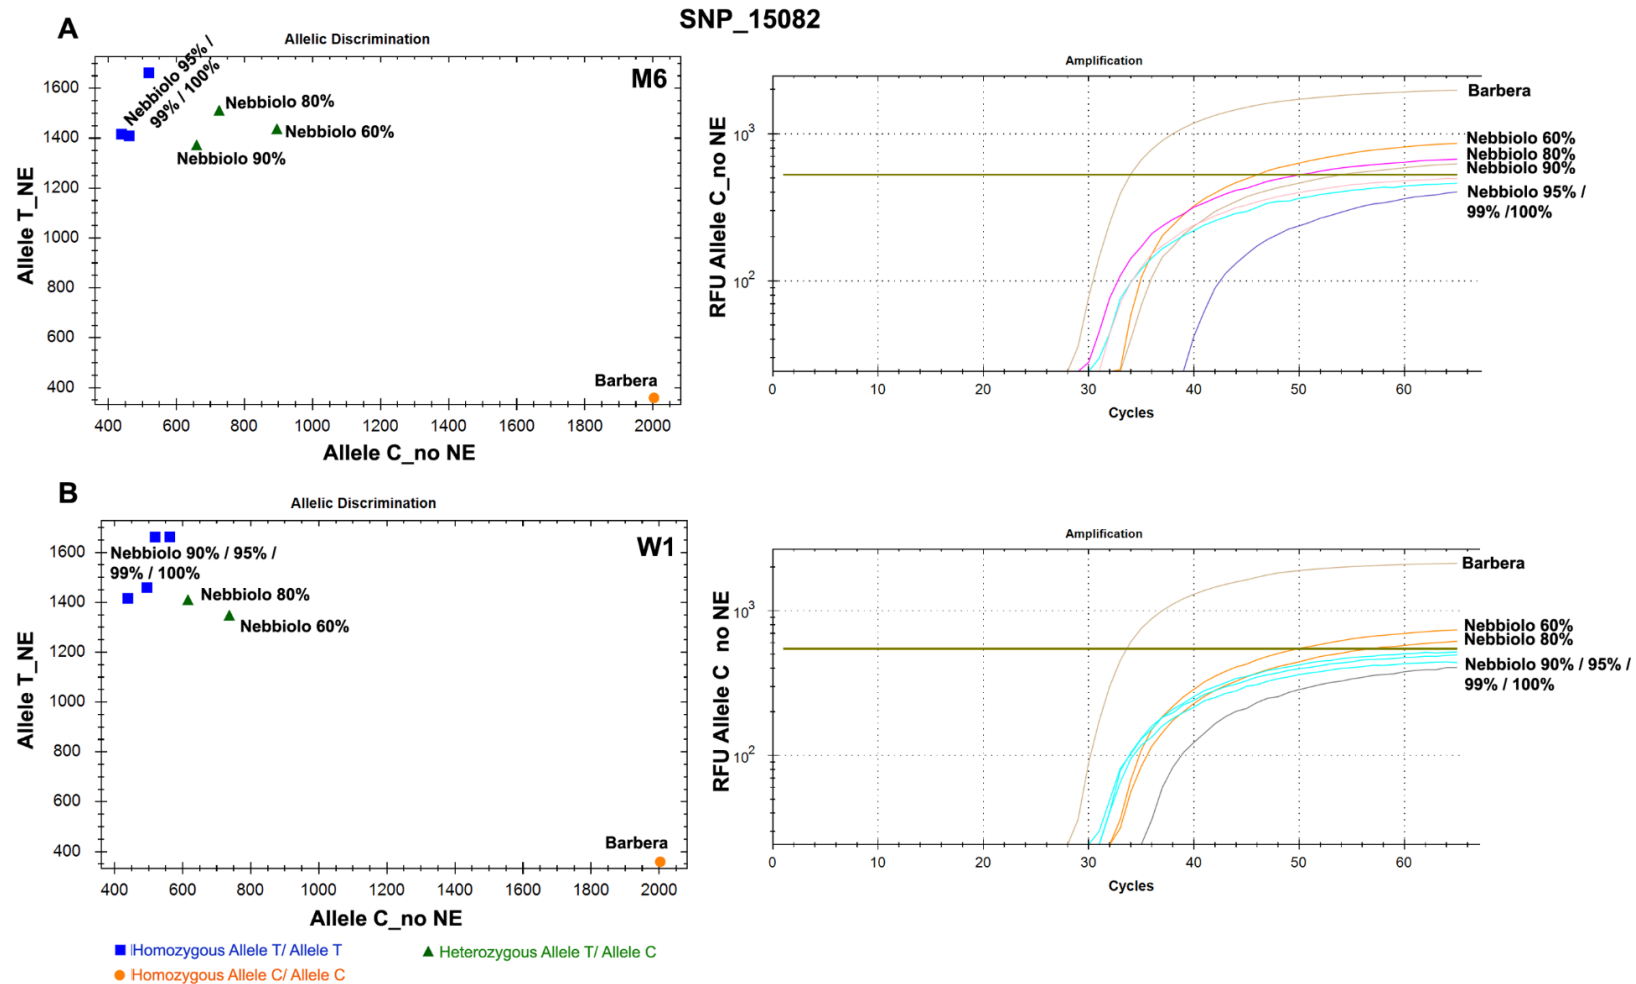 SNP_15082
A
Allelic Discrimination
M6
1600
1400
1200
1000
800
600
400
Allele T_NE
Nebbiolo 95% /
99% / 100%
Nebbiolo 80%
Nebbiolo 60%
Nebbiolo 90%
Barbera
400 600 800 1000 1200 1400 1600 1800 2000
Allele C_no NE
Amplification
RFU Allele C_no NE
10³
10²
Barbera
Nebbiolo 60%
Nebbiolo 80%
Nebbiolo 90%
Nebbiolo 95% /
99% /100%
0 10 20 30 40 50 60
Cycles
B
Allelic Discrimination
W1
1600
1400
1200
1000
800
600
400
Allele T_NE
Nebbiolo 90% / 95% /
99% / 100%
Nebbiolo 80%
Nebbiolo 60%
Barbera
400 600 800 1000 1200 1400 1600 1800 2000
Allele C_no NE
Amplification
RFU Allele C no NE
10³
10²
Barbera
Nebbiolo 60%
Nebbiolo 80%
Nebbiolo 90% / 95% /
99% / 100%
0 10 20 30 40 50 60
Cycles
Homozygous Allele T/ Allele T
Heterozygous Allele T/ Allele C
Homozygous Allele C/ Allele C